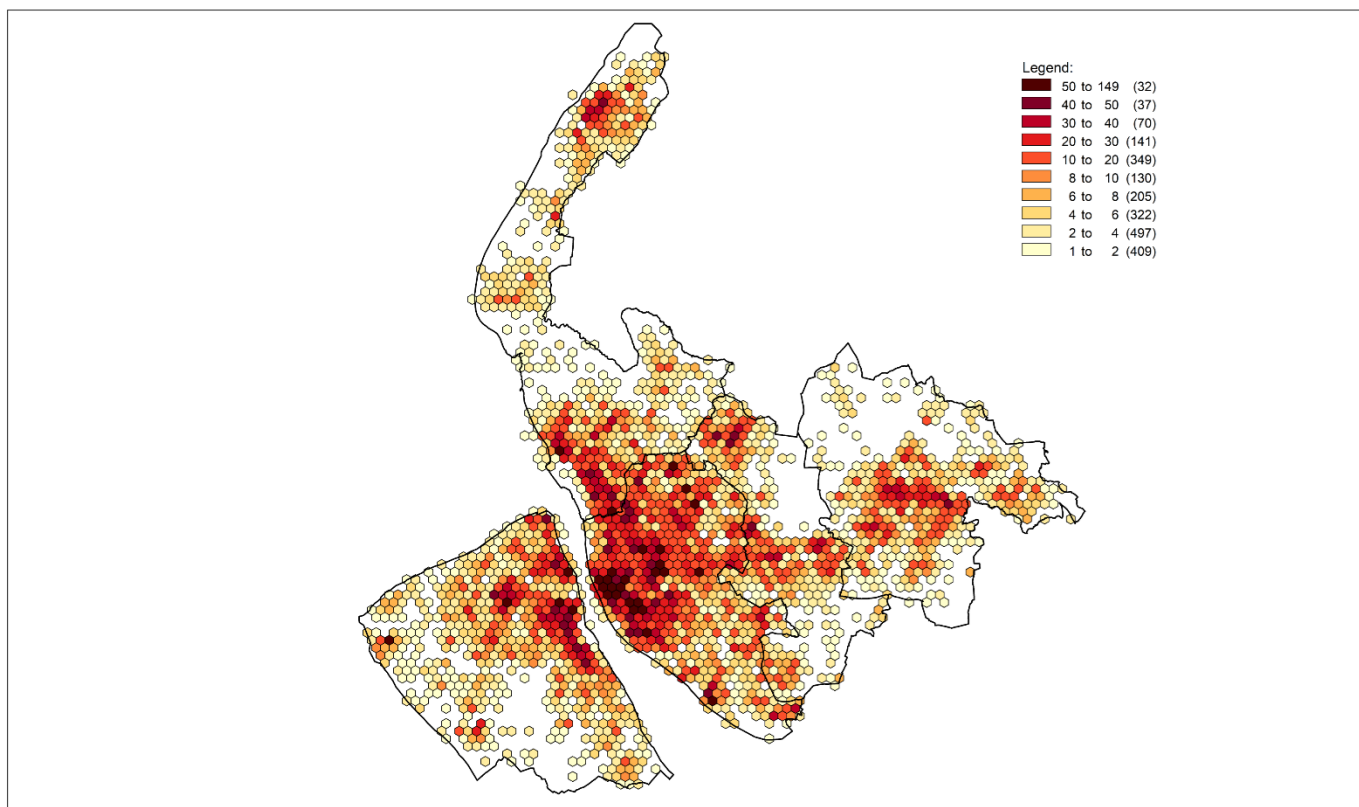 Legend:
50 to 149 (32)
40 to 50 (37)
30 to 40 (70)
20 to 30 (141)
10 to 20 (349)
8 to 10 (130)
6 to 8 (205)
4 to 6 (322)
2 to 4 (497)
1 to 2 (409)